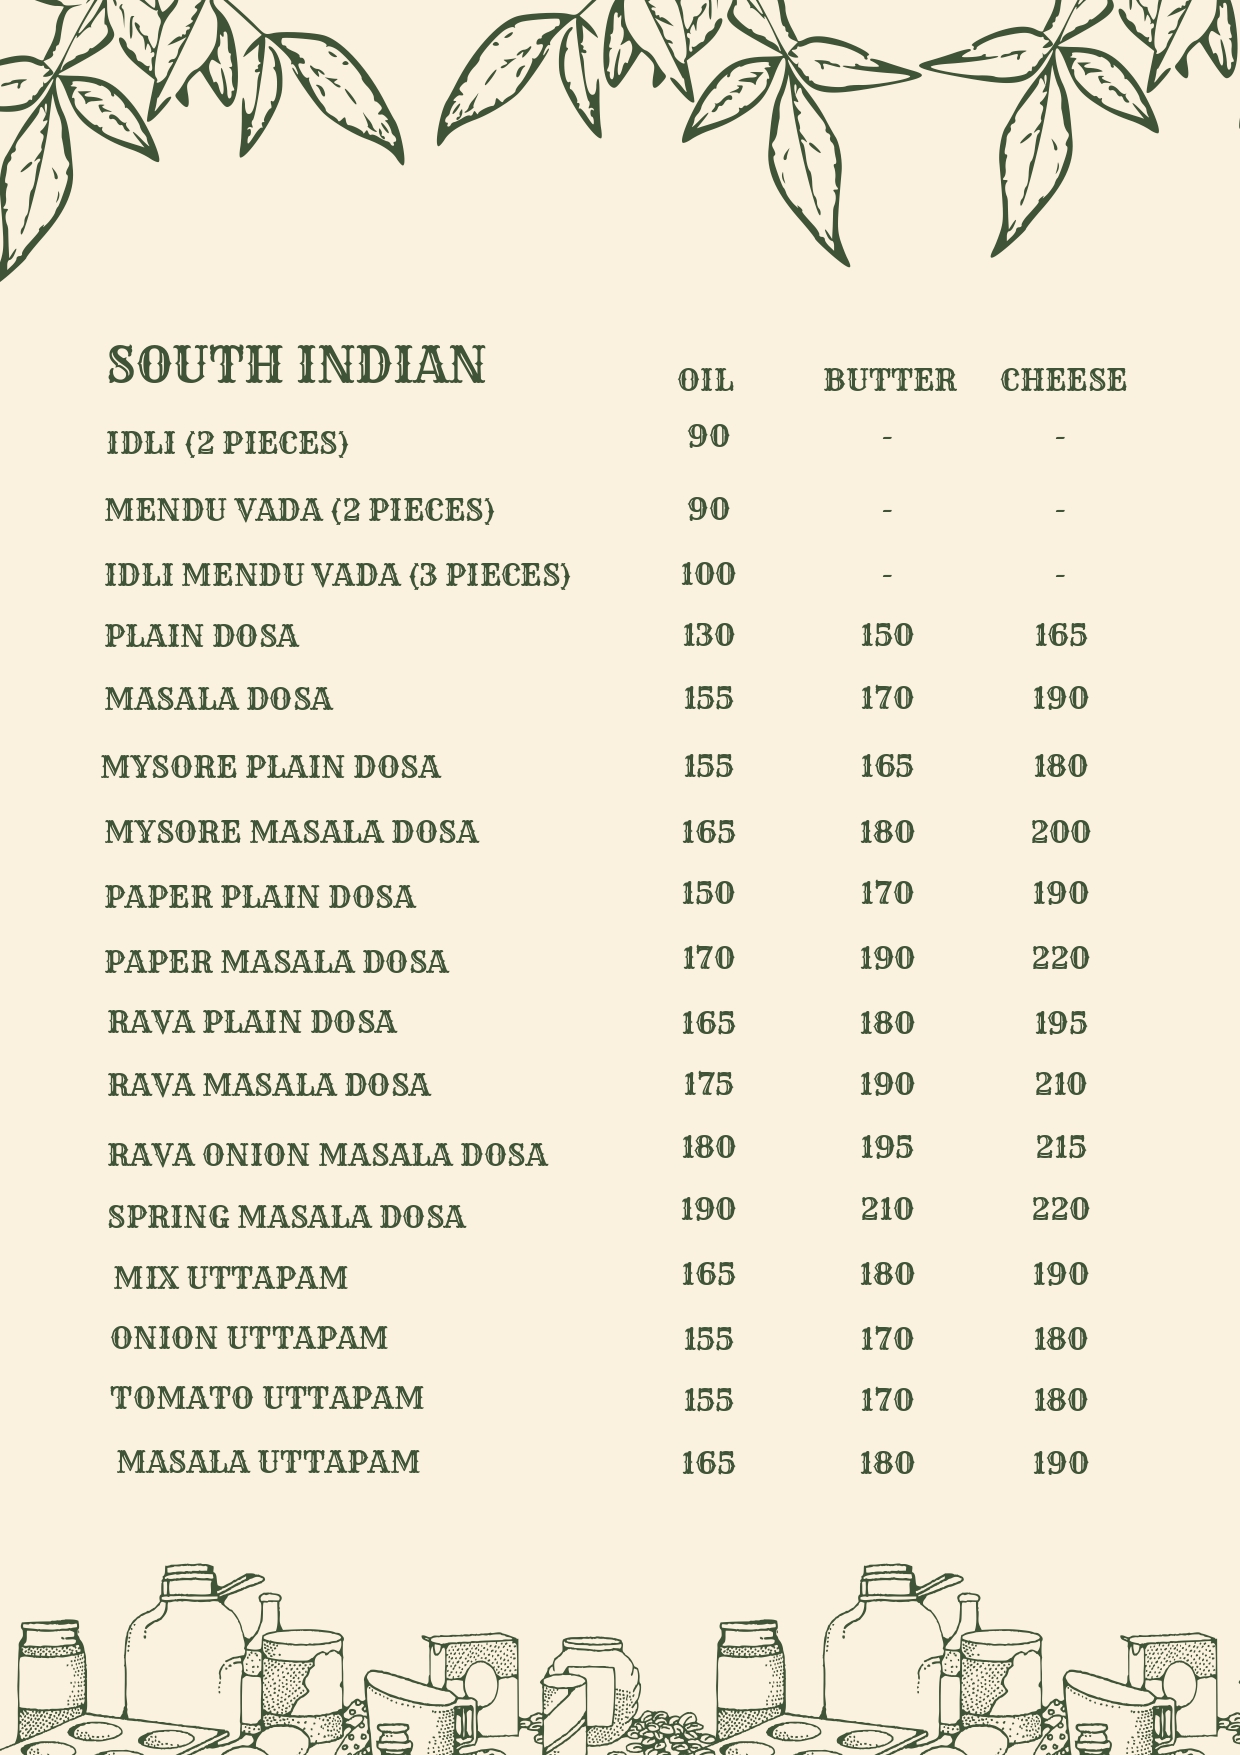 SOUTH INDIAN OIL BUTTER CHEESE
IDLI (2 PIECES) 90 - -
MENDU VADA (2 PIECES) 90 - -
IDLI MENDU VADA (3 PIECES) 100 - -
PLAIN DOSA 130 150 165
MASALA DOSA 155 170 190
MYSORE PLAIN DOSA 155 165 180
MYSORE MASALA DOSA 165 180 200
PAPER PLAIN DOSA 150 170 190
PAPER MASALA DOSA 170 190 220
RAVA PLAIN DOSA 165 180 195
RAVA MASALA DOSA 175 190 210
RAVA ONION MASALA DOSA 180 195 215
SPRING MASALA DOSA 190 210 220
MIX UTTAPAM 165 180 190
ONION UTTAPAM 155 170 180
TOMATO UTTAPAM 155 170 180
MASALA UTTAPAM 165 180 190